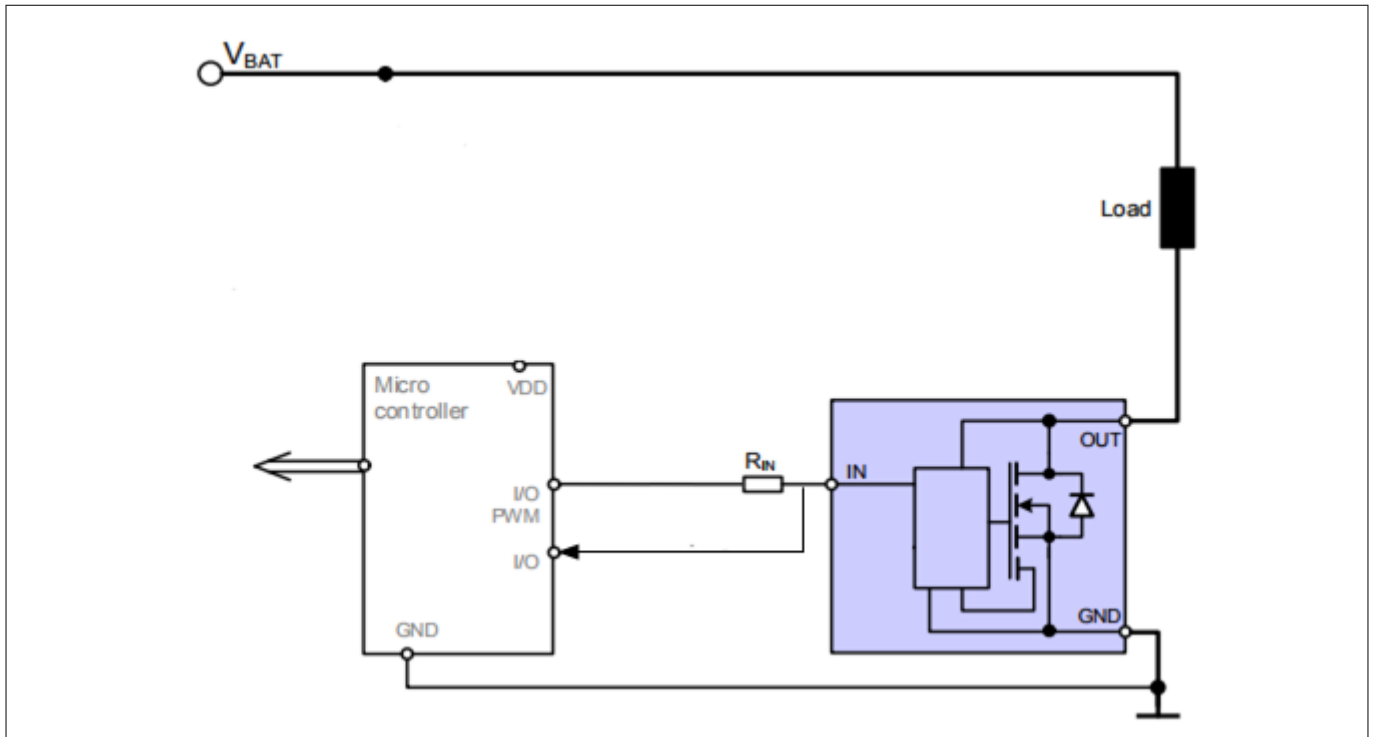 VBAT
Load
Micro
controller
VDD
I/O
PWM
I/O
GND
RIN
IN
OUT
GND